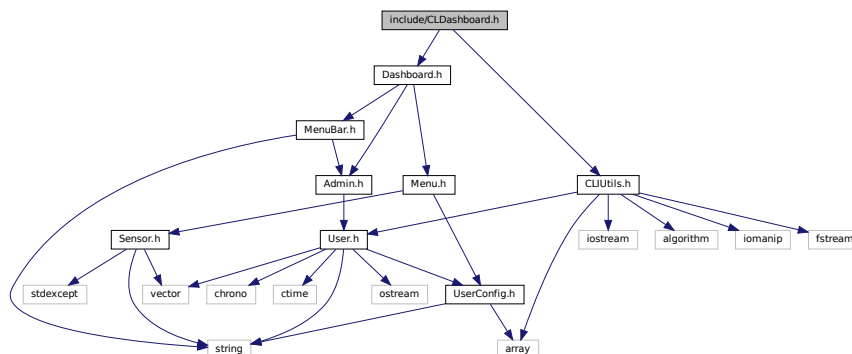 include/CLDashboard.h
Dashboard.h
MenuBar.h
Admin.h
Menu.h
CLIUtils.h
Sensor.h
User.h
iostream
algorithm
iomanip
fstream
stdexcept
vector
chrono
ctime
ostream
UserConfig.h
string
array